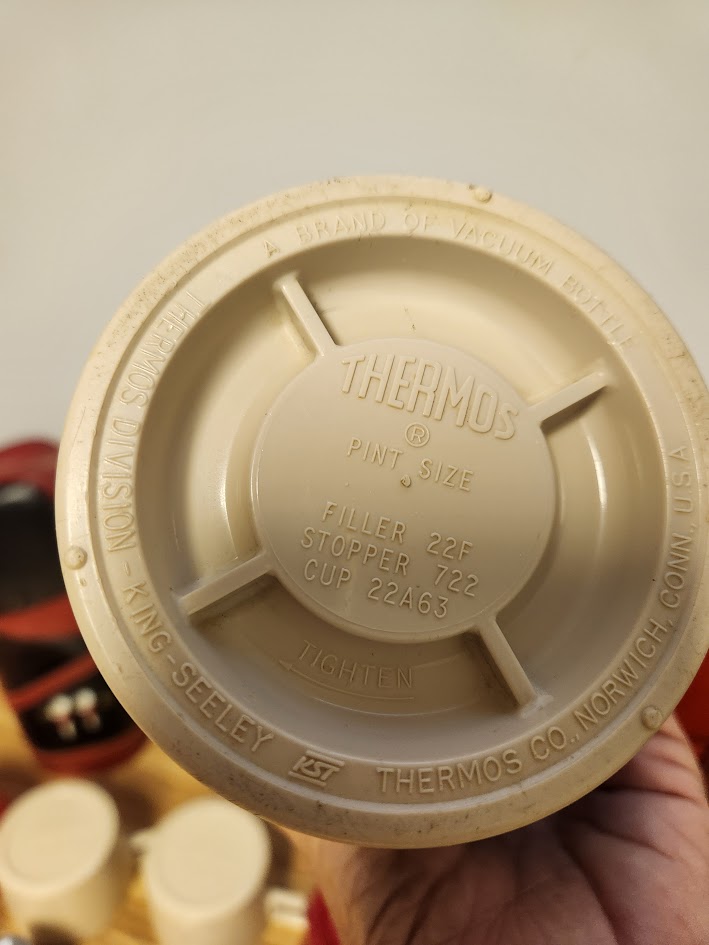 A BRAND OF VACUUM BOTTLE
THERMOS DIVISION - KING-SEELEY
KST
THERMOS CO., NORWICH, CONN., USA
THERMOS
®
PINT SIZE
FILLER 22F
STOPPER 722
CUP 22A63
TIGHTEN